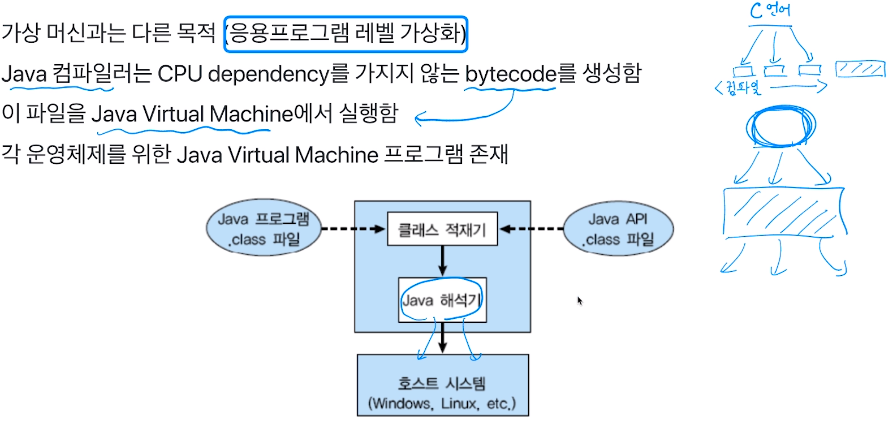 가상 머신과는 다른 목적 (응용프로그램 레벨 가상화)
Java 컴파일러는 CPU dependency를 가지지 않는 bytecode를 생성함
이 파일을 Java Virtual Machine에서 실행함
각 운영체제를 위한 Java Virtual Machine 프로그램 존재
C 언어
컴파일
Java 프로그램
.class 파일
클래스 적재기
Java API
.class 파일
Java 해석기
호스트 시스템
(Windows, Linux, etc.)